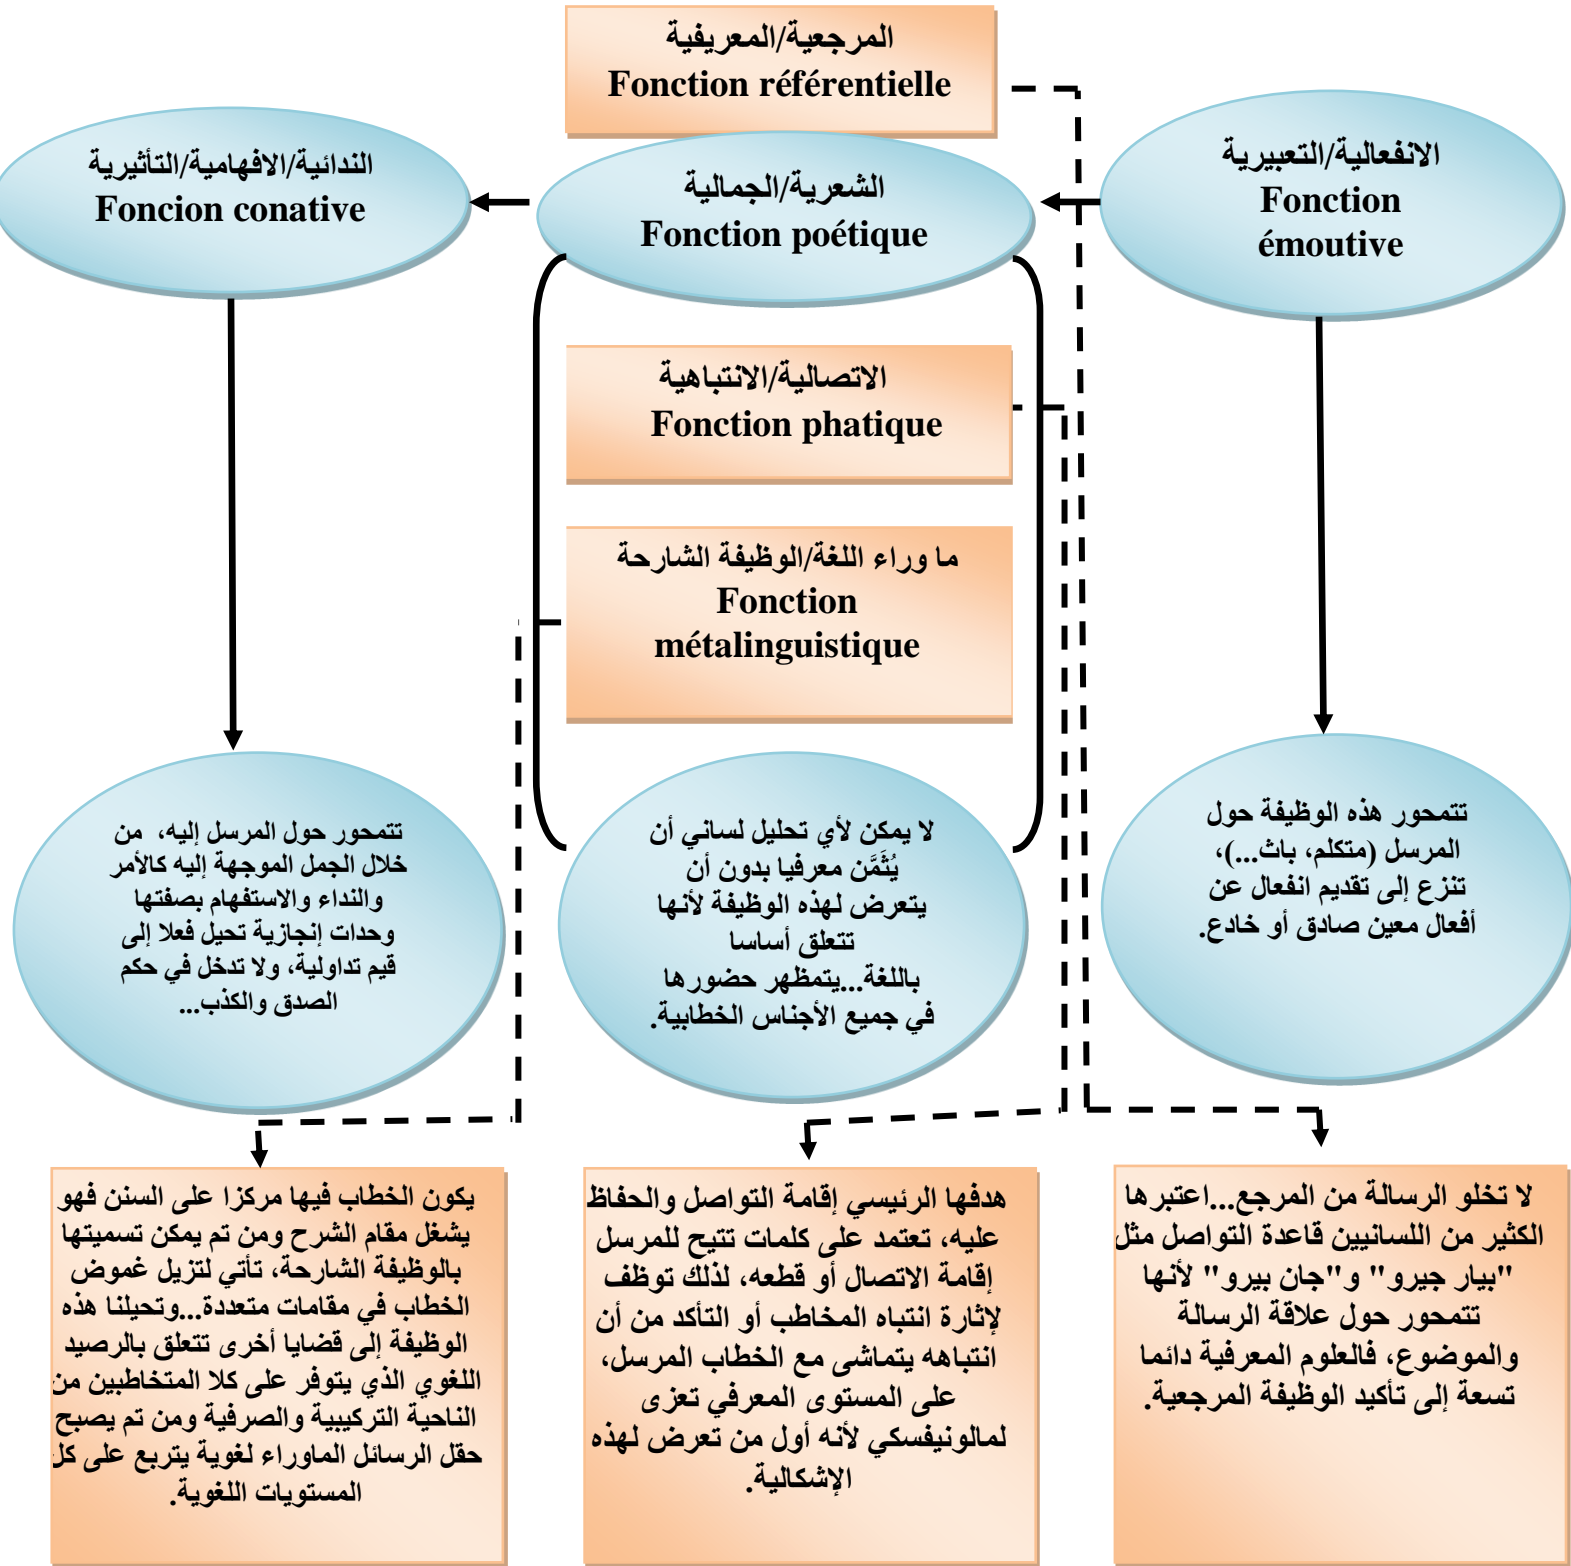 المرجعية/المعريفية
Fonction référentielle
الانفعالية/التعبيرية
Fonction
émoutive
الشعرية/الجمالية
Fonction poétique
الندائية/الافهامية/التأثيرية
Foncion conative
الاتصالية/الانتباهية
Fonction phatique
ما وراء اللغة/الوظيفة الشارحة
Fonction
métalinguistique
تتمحور هذه الوظيفة حول
المرسل (متكلم، باث...)،
تنزع إلى تقديم انفعال عن
أفعال معين صادق أو خادع.
لا يمكن لأي تحليل لساني أن
يُثَمَّن معرفيا بدون أن
يتعرض لهذه الوظيفة لأنها
تتعلق أساسا
باللغة...يتمظهر حضورها
في جميع الأجناس الخطابية.
تتمحور حول المرسل إليه، من
خلال الجمل الموجهة إليه كالأمر
والنداء والاستفهام بصفتها
وحدات إنجازية تحيل فعلا إلى
قيم تداولية، ولا تدخل في حكم
الصدق والكذب...
لا تخلو الرسالة من المرجع...اعتبرها
الكثير من اللسانيين قاعدة التواصل مثل
"بيار جيرو" و"جان بيرو" لأنها
تتمحور حول علاقة الرسالة
والموضوع، فالعلوم المعرفية دائما
تسعة إلى تأكيد الوظيفة المرجعية.
هدفها الرئيسي إقامة التواصل والحفاظ
عليه، تعتمد على كلمات تتيح للمرسل
إقامة الاتصال أو قطعه، لذلك توظف
لإثارة انتباه المخاطب أو التأكد من أن
انتباهه يتماشى مع الخطاب المرسل،
على المستوى المعرفي تعزى
لمالونيفسكي لأنه أول من تعرض لهذه
الإشكالية.
يكون الخطاب فيها مركزا على السنن فهو
يشغل مقام الشرح ومن تم يمكن تسميتها
بالوظيفة الشارحة، تأتي لتزيل غموض
الخطاب في مقامات متعددة...وتحيلنا هذه
الوظيفة إلى قضايا أخرى تتعلق بالرصيد
اللغوي الذي يتوفر على كلا المتخاطبين من
الناحية التركيبية والصرفية ومن تم يصبح
حقل الرسائل الماوراء لغوية يتربع على كل
المستويات اللغوية.